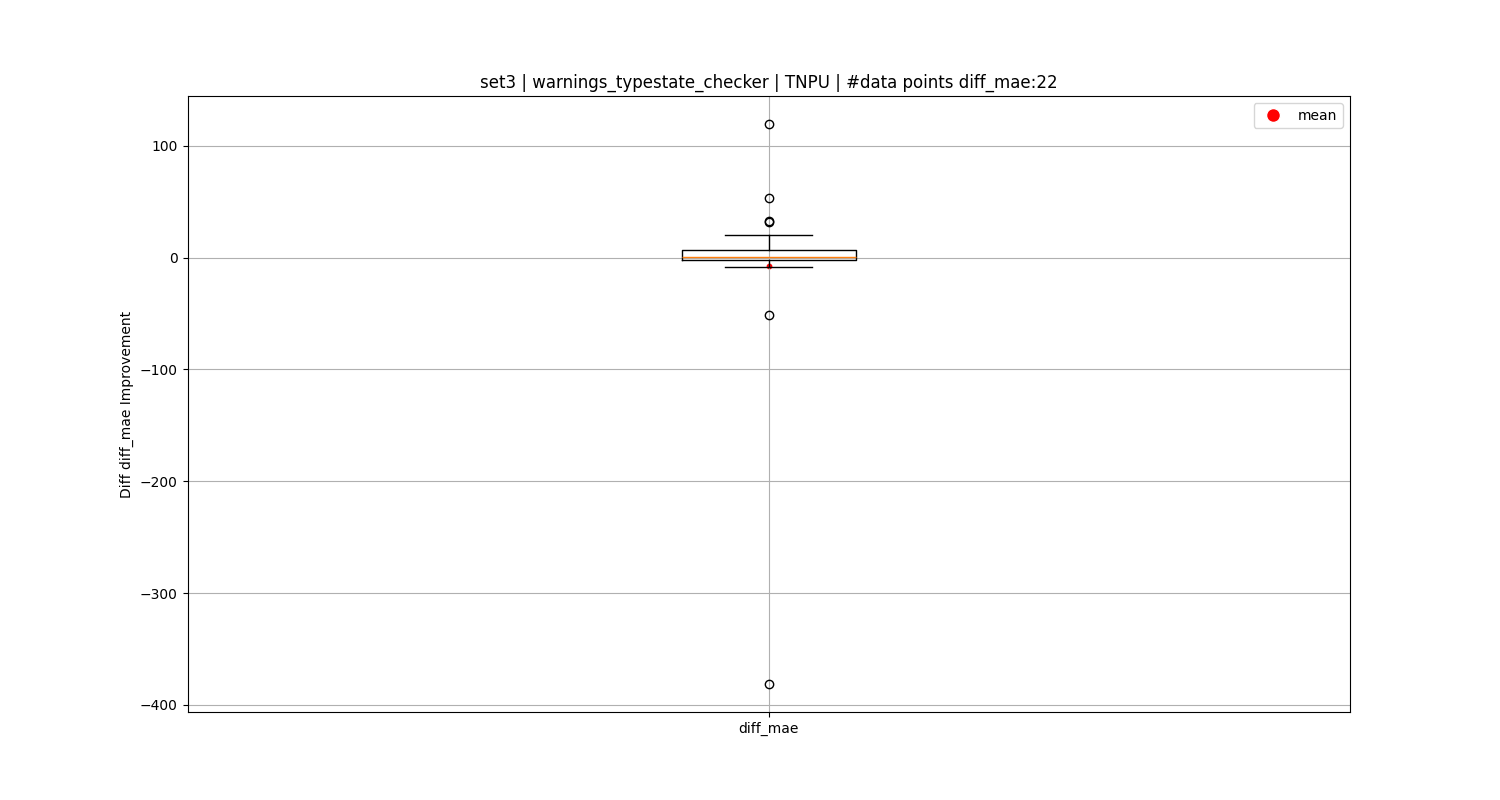 set3 | warnings_typestate_checker | TNPU | #data points diff_mae:22
mean
100
0
−100
−200
−300
−400
Diff diff_mae Improvement
diff_mae